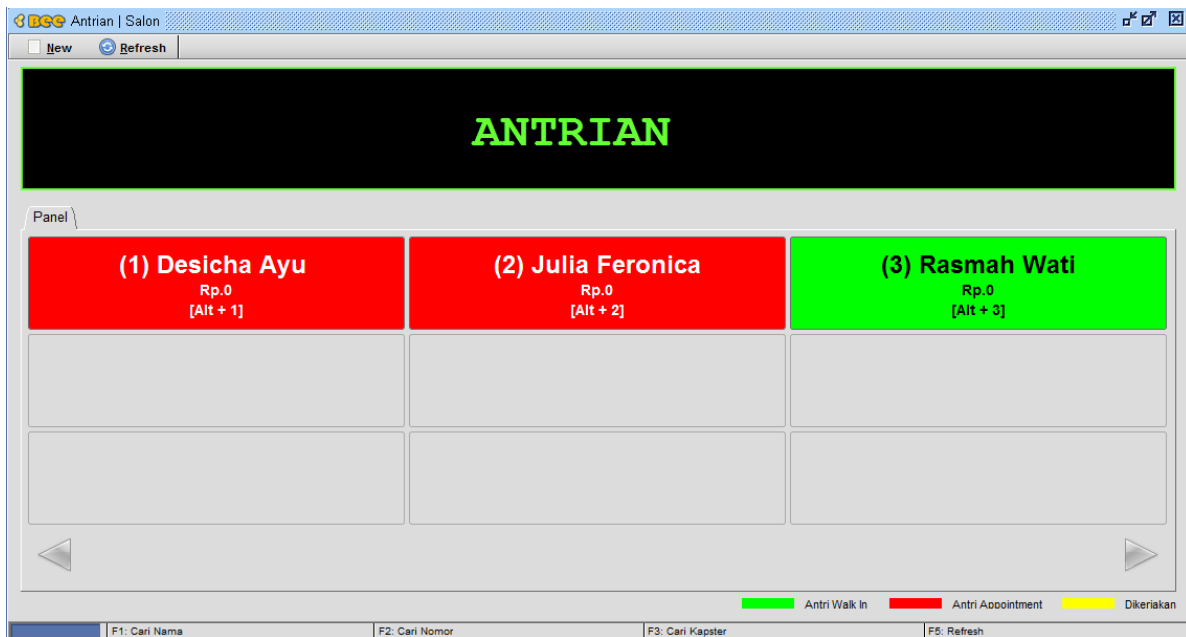 Bee Antrian | Salon
New Refresh
ANTRIAN
Panel
(1) Desicha Ayu
Rp.0
[Alt + 1]
(2) Julia Feronica
Rp.0
[Alt + 2]
(3) Rasmah Wati
Rp.0
[Alt + 3]
Antri Walk In Antri Appointment Dikerjakan
F1: Cari Nama F2: Cari Nomor F3: Cari Kapster F5: Refresh